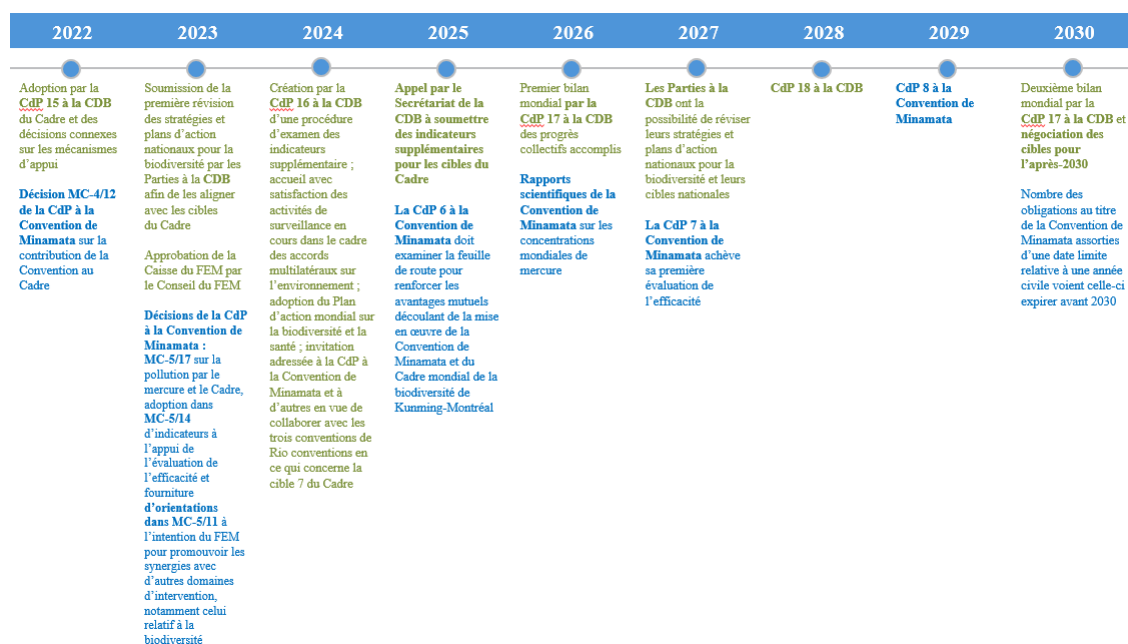 2022
2023
2024
2025
2026
2027
2028
2029
2030
Adoption par la
CdP 15 à la CDB
du Cadre et des
décisions connexes
sur les mécanismes
d’appui
Décision MC-4/12
de la CdP à la
Convention de
Minamata sur la
contribution de la
Convention au
Cadre
Soumission de la
première révision
des stratégies et
plans d’action
nationaux pour la
biodiversité par les
Parties à la CDB
afin de les aligner
avec les cibles
du Cadre
Approbation de la
Caisse du FEM par
le Conseil du FEM
Décisions de la CdP
à la Convention de
Minamata :
MC-5/17 sur la
pollution par le
mercure et le Cadre,
adoption dans
MC-5/14
d’indicateurs à
l’appui de
l’évaluation de
l’efficacité et
fourniture
d’orientations
dans MC-5/11 à
l’intention du FEM
pour promouvoir les
synergies avec
d’autres domaines
d’intervention,
notamment celui
relatif à la
biodiversité
Création par la
CdP 16 à la CDB
d’une procédure
d’examen des
indicateurs
supplémentaire ;
accueil avec
satisfaction des
activités de
surveillance en
cours dans le cadre
des accords
multilatéraux sur
l’environnement ;
adoption du Plan
d’action mondial sur
la biodiversité et la
santé ; invitation
adressée à la CdP à
la Convention de
Minamata et à
d’autres en vue de
collaborer avec les
trois conventions de
Rio conventions en
ce qui concerne la
cible 7 du Cadre
Appel par le
Secrétariat de la
CDB à soumettre
des indicateurs
supplémentaires
pour les cibles du
Cadre
La CdP 6 à la
Convention de
Minamata doit
examiner la feuille
de route pour
renforcer les
avantages mutuels
découlant de la mise
en œuvre de la
Convention de
Minamata et du
Cadre mondial de la
biodiversité de
Kunming-Montréal
Premier bilan
mondial par la
CdP 17 à la CDB
des progrès
collectifs accomplis
Rapports
scientifiques de la
Convention de
Minamata sur les
concentrations
mondiales de
mercure
Les Parties à la
CDB ont la
possibilité de réviser
leurs stratégies et
plans d’action
nationaux pour la
biodiversité et leurs
cibles nationales
La CdP 7 à la
Convention de
Minamata achève
sa première
évaluation de
l’efficacité
CdP 18 à la CDB
CdP 8 à la
Convention de
Minamata
Deuxième bilan
mondial par la
CdP 17 à la CDB et
négociation des
cibles pour
l’après-2030
Nombre des
obligations au titre
de la Convention de
Minamata assorties
d’une date limite
relative à une année
civile voient celle-ci
expirer avant 2030